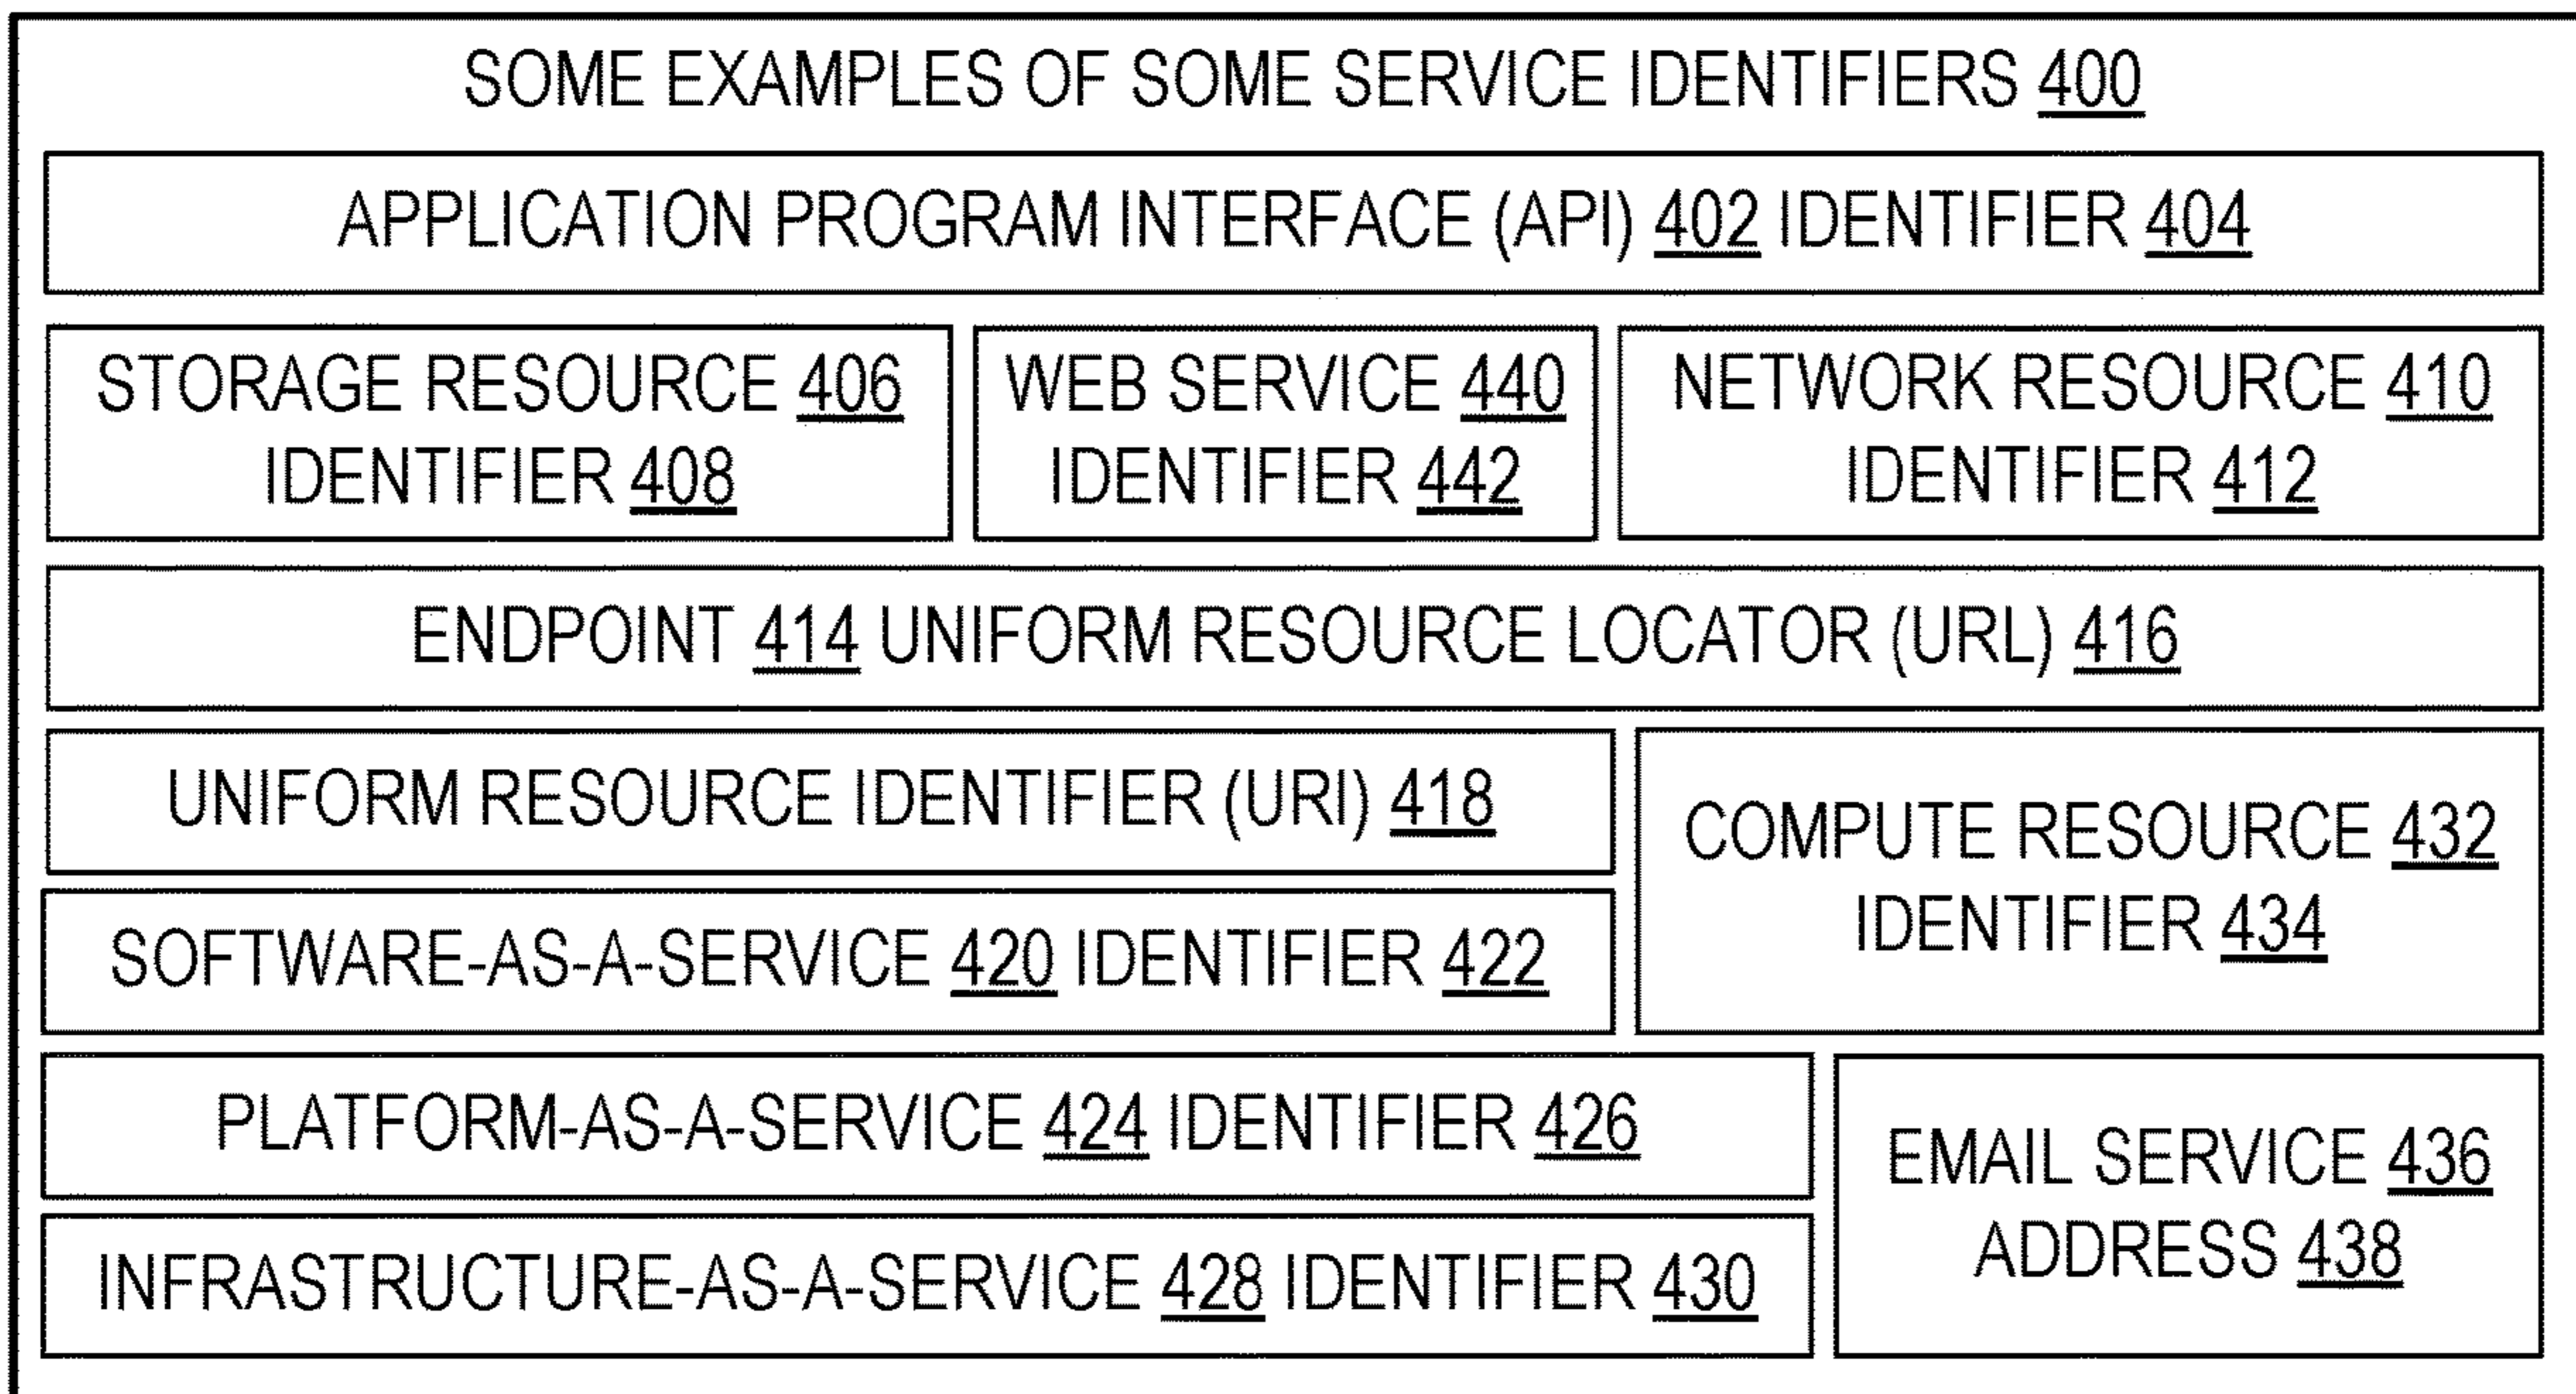 SOME EXAMPLES OF SOME SERVICE IDENTIFIERS 400
APPLICATION PROGRAM INTERFACE (API) 402 IDENTIFIER 404
STORAGE RESOURCE 406
IDENTIFIER 408
WEB SERVICE 440
IDENTIFIER 442
NETWORK RESOURCE 410
IDENTIFIER 412
ENDPOINT 414 UNIFORM RESOURCE LOCATOR (URL) 416
UNIFORM RESOURCE IDENTIFIER (URI) 418
SOFTWARE-AS-A-SERVICE 420 IDENTIFIER 422
COMPUTE RESOURCE 432
IDENTIFIER 434
PLATFORM-AS-A-SERVICE 424 IDENTIFIER 426
INFRASTRUCTURE-AS-A-SERVICE 428 IDENTIFIER 430
EMAIL SERVICE 436
ADDRESS 438